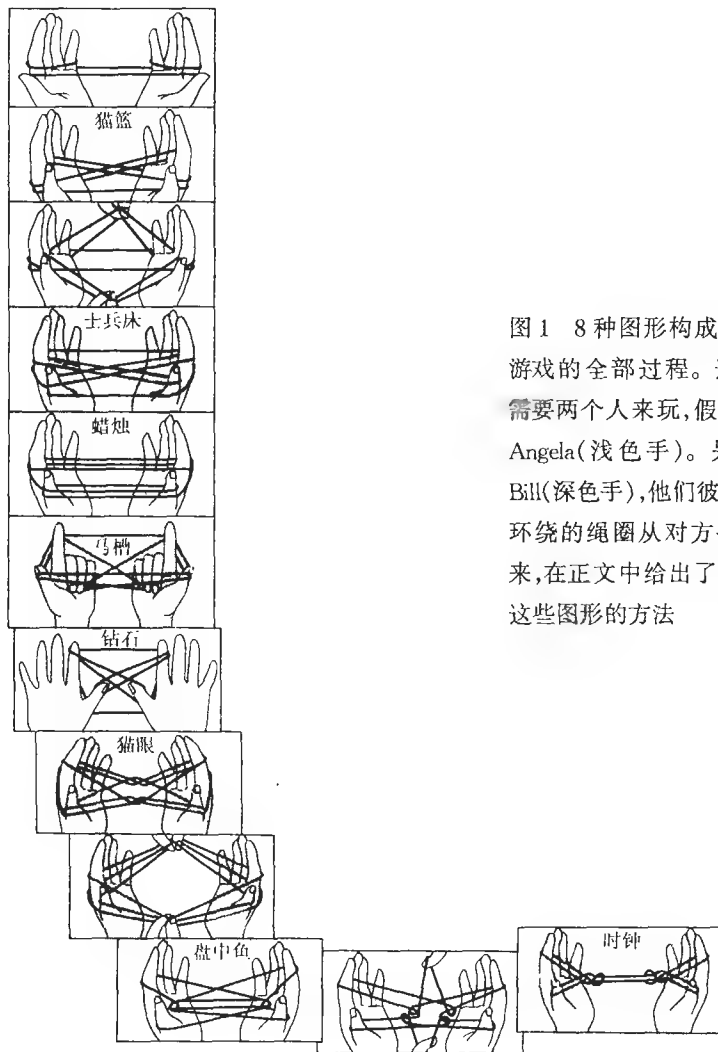 猫篮
士兵床
蜡烛
马槽
钻石
猫眼
盘中鱼
时钟
图1 8种图形构成
游戏的全部过程。
需要两个人来玩,假
Angela(浅色手)。
Bill(深色手),他们彼
环绕的绳圈从对方
来,在正文中给出了
这些图形的方法